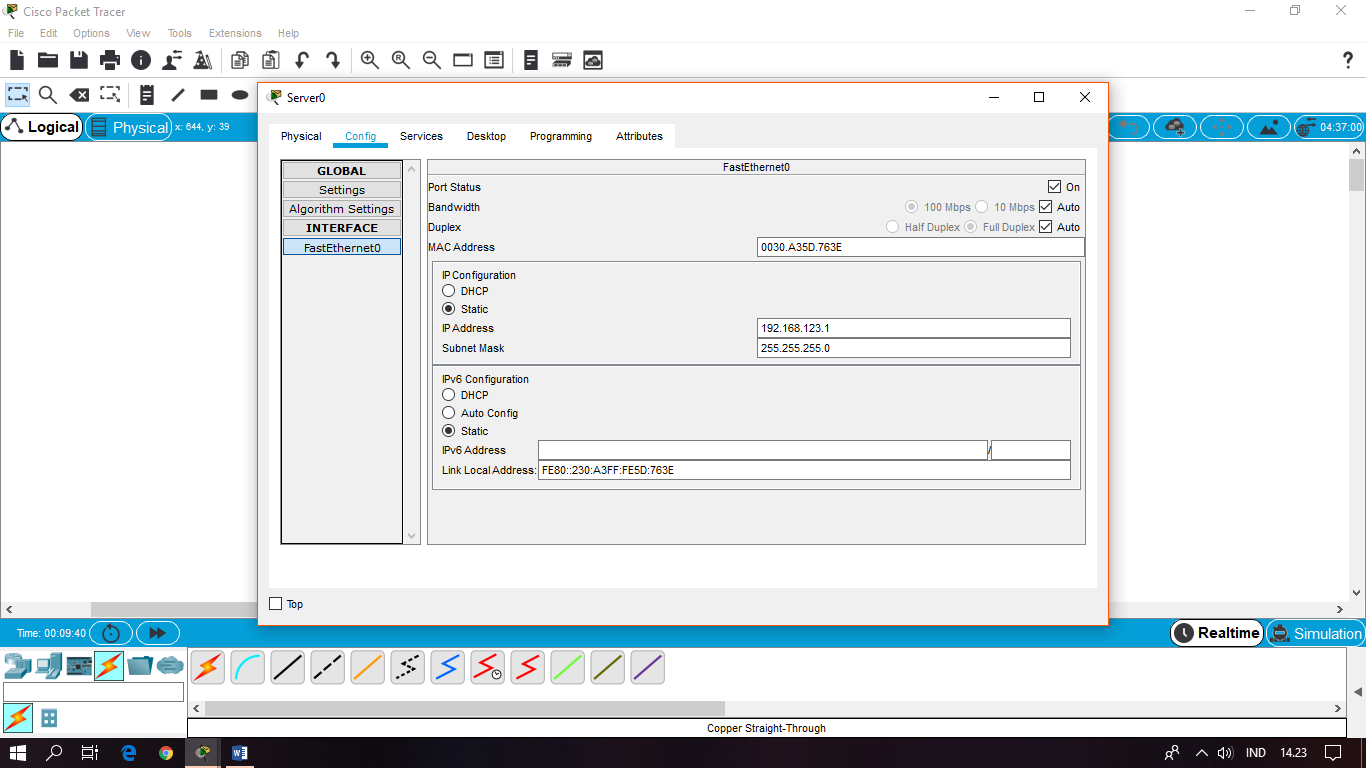 Cisco Packet Tracer
File Edit Options View Tools Extensions Help
?
Logical Physical x: 644, y: 39
04:37:00
Server0
Physical Config Services Desktop Programming Attributes
GLOBAL
Settings
Algorithm Settings
INTERFACE
FastEthernet0
FastEthernet0
Port Status On
Bandwidth 100 Mbps 10 Mbps Auto
Duplex Half Duplex Full Duplex Auto
MAC Address 0030.A35D.763E
IP Configuration
DHCP
Static
IP Address 192.168.123.1
Subnet Mask 255.255.255.0
IPv6 Configuration
DHCP
Auto Config
Static
IPv6 Address /
Link Local Address: FE80::230:A3FF:FE5D:763E
Top
Time: 00:09:40
Realtime Simulation
Copper Straight-Through
IND 14.23